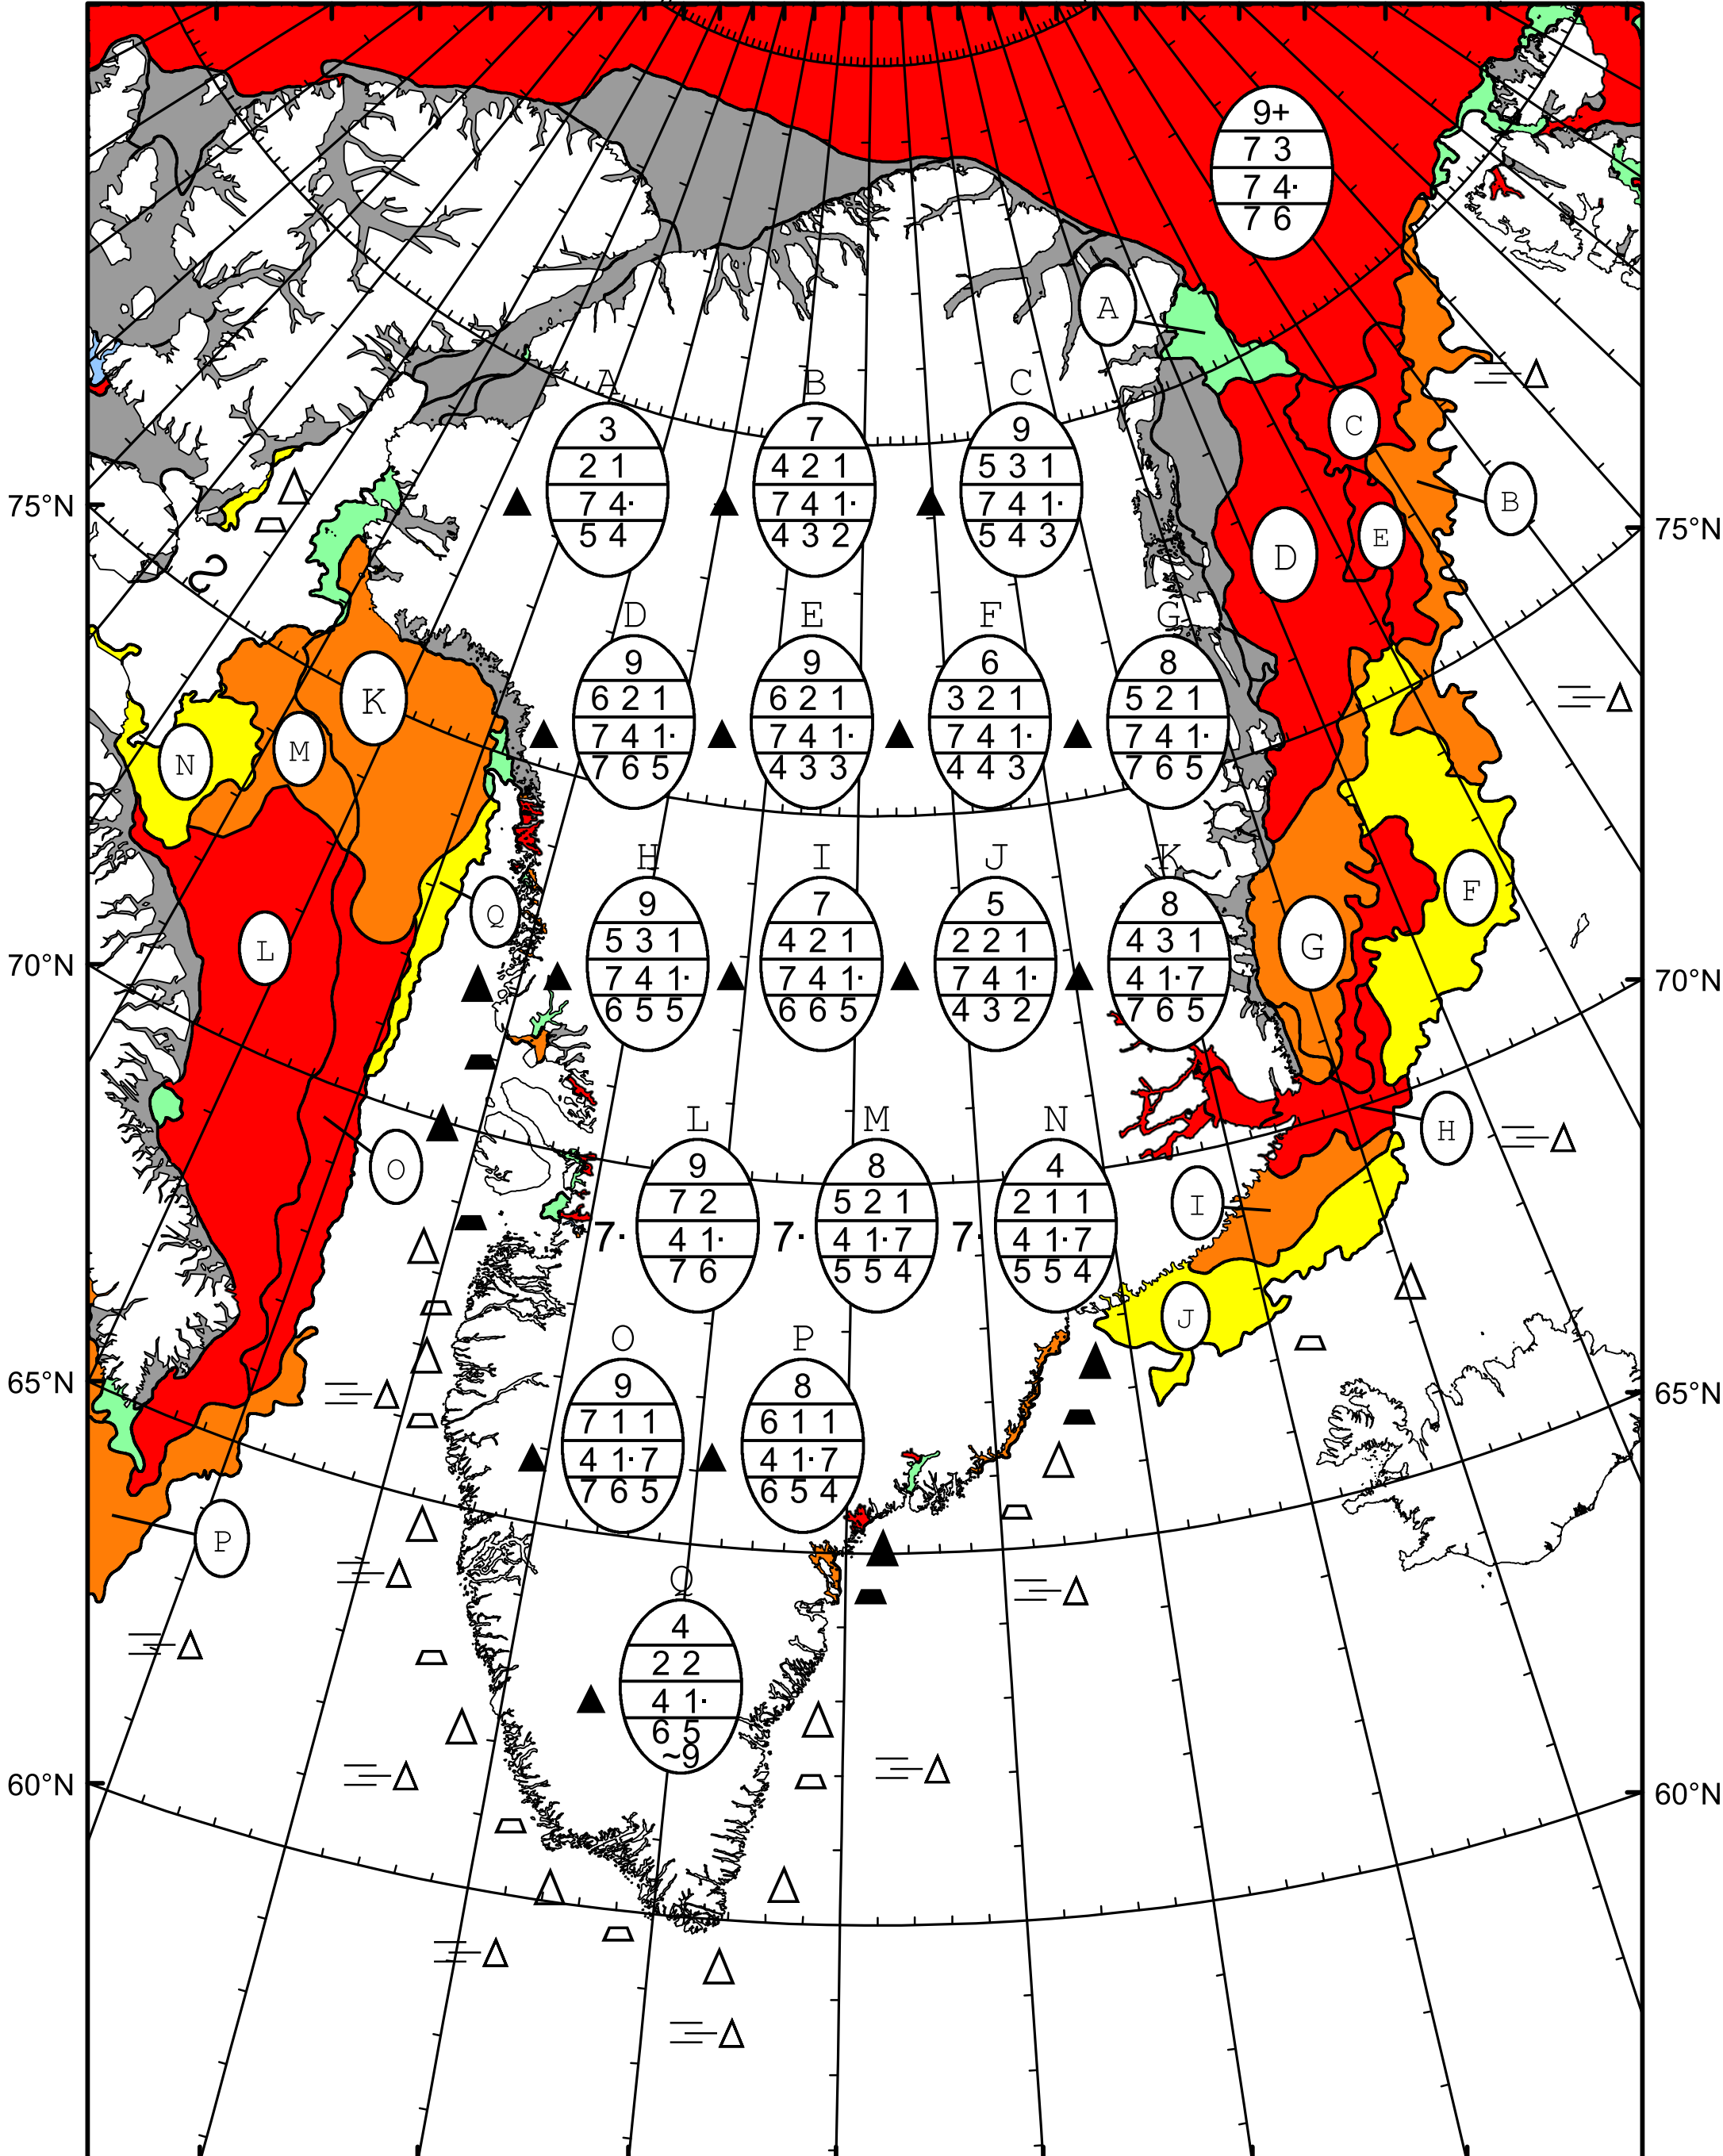 9+
7 3
7 4·
7 6
A
A B C
3 7 9
2 1 4 2 1 5 3 1
7 4· 7 4 1· 7 4 1·
5 4 4 3 2 5 4 3
C
B
75°N 75°N
E
D
D E F G
9 9 6 8
6 2 1 6 2 1 3 2 1 5 2 1
7 4 1· 7 4 1· 7 4 1· 7 4 1·
7 6 5 4 3 3 4 4 3 7 6 5
K
M
N
H I J K
9 7 5 8
5 3 1 4 2 1 2 2 1 4 3 1
7 4 1· 7 4 1· 7 4 1· 4 1·7
6 5 5 6 6 5 4 3 2 7 6 5
F
Q
L
G
70°N 70°N
H
O
L M N
9 8 4
7 2 5 2 1 2 1 1
7· 4 1· 7· 4 1·7 7· 4 1·7
7 6 5 5 4 5 5 4
I
J
O P
9 8
7 1 1 6 1 1
4 1·7 4 1·7
7 6 5 6 5 4
65°N 65°N
P
Q
4
2 2
4 1·
6 5
~9
60°N 60°N